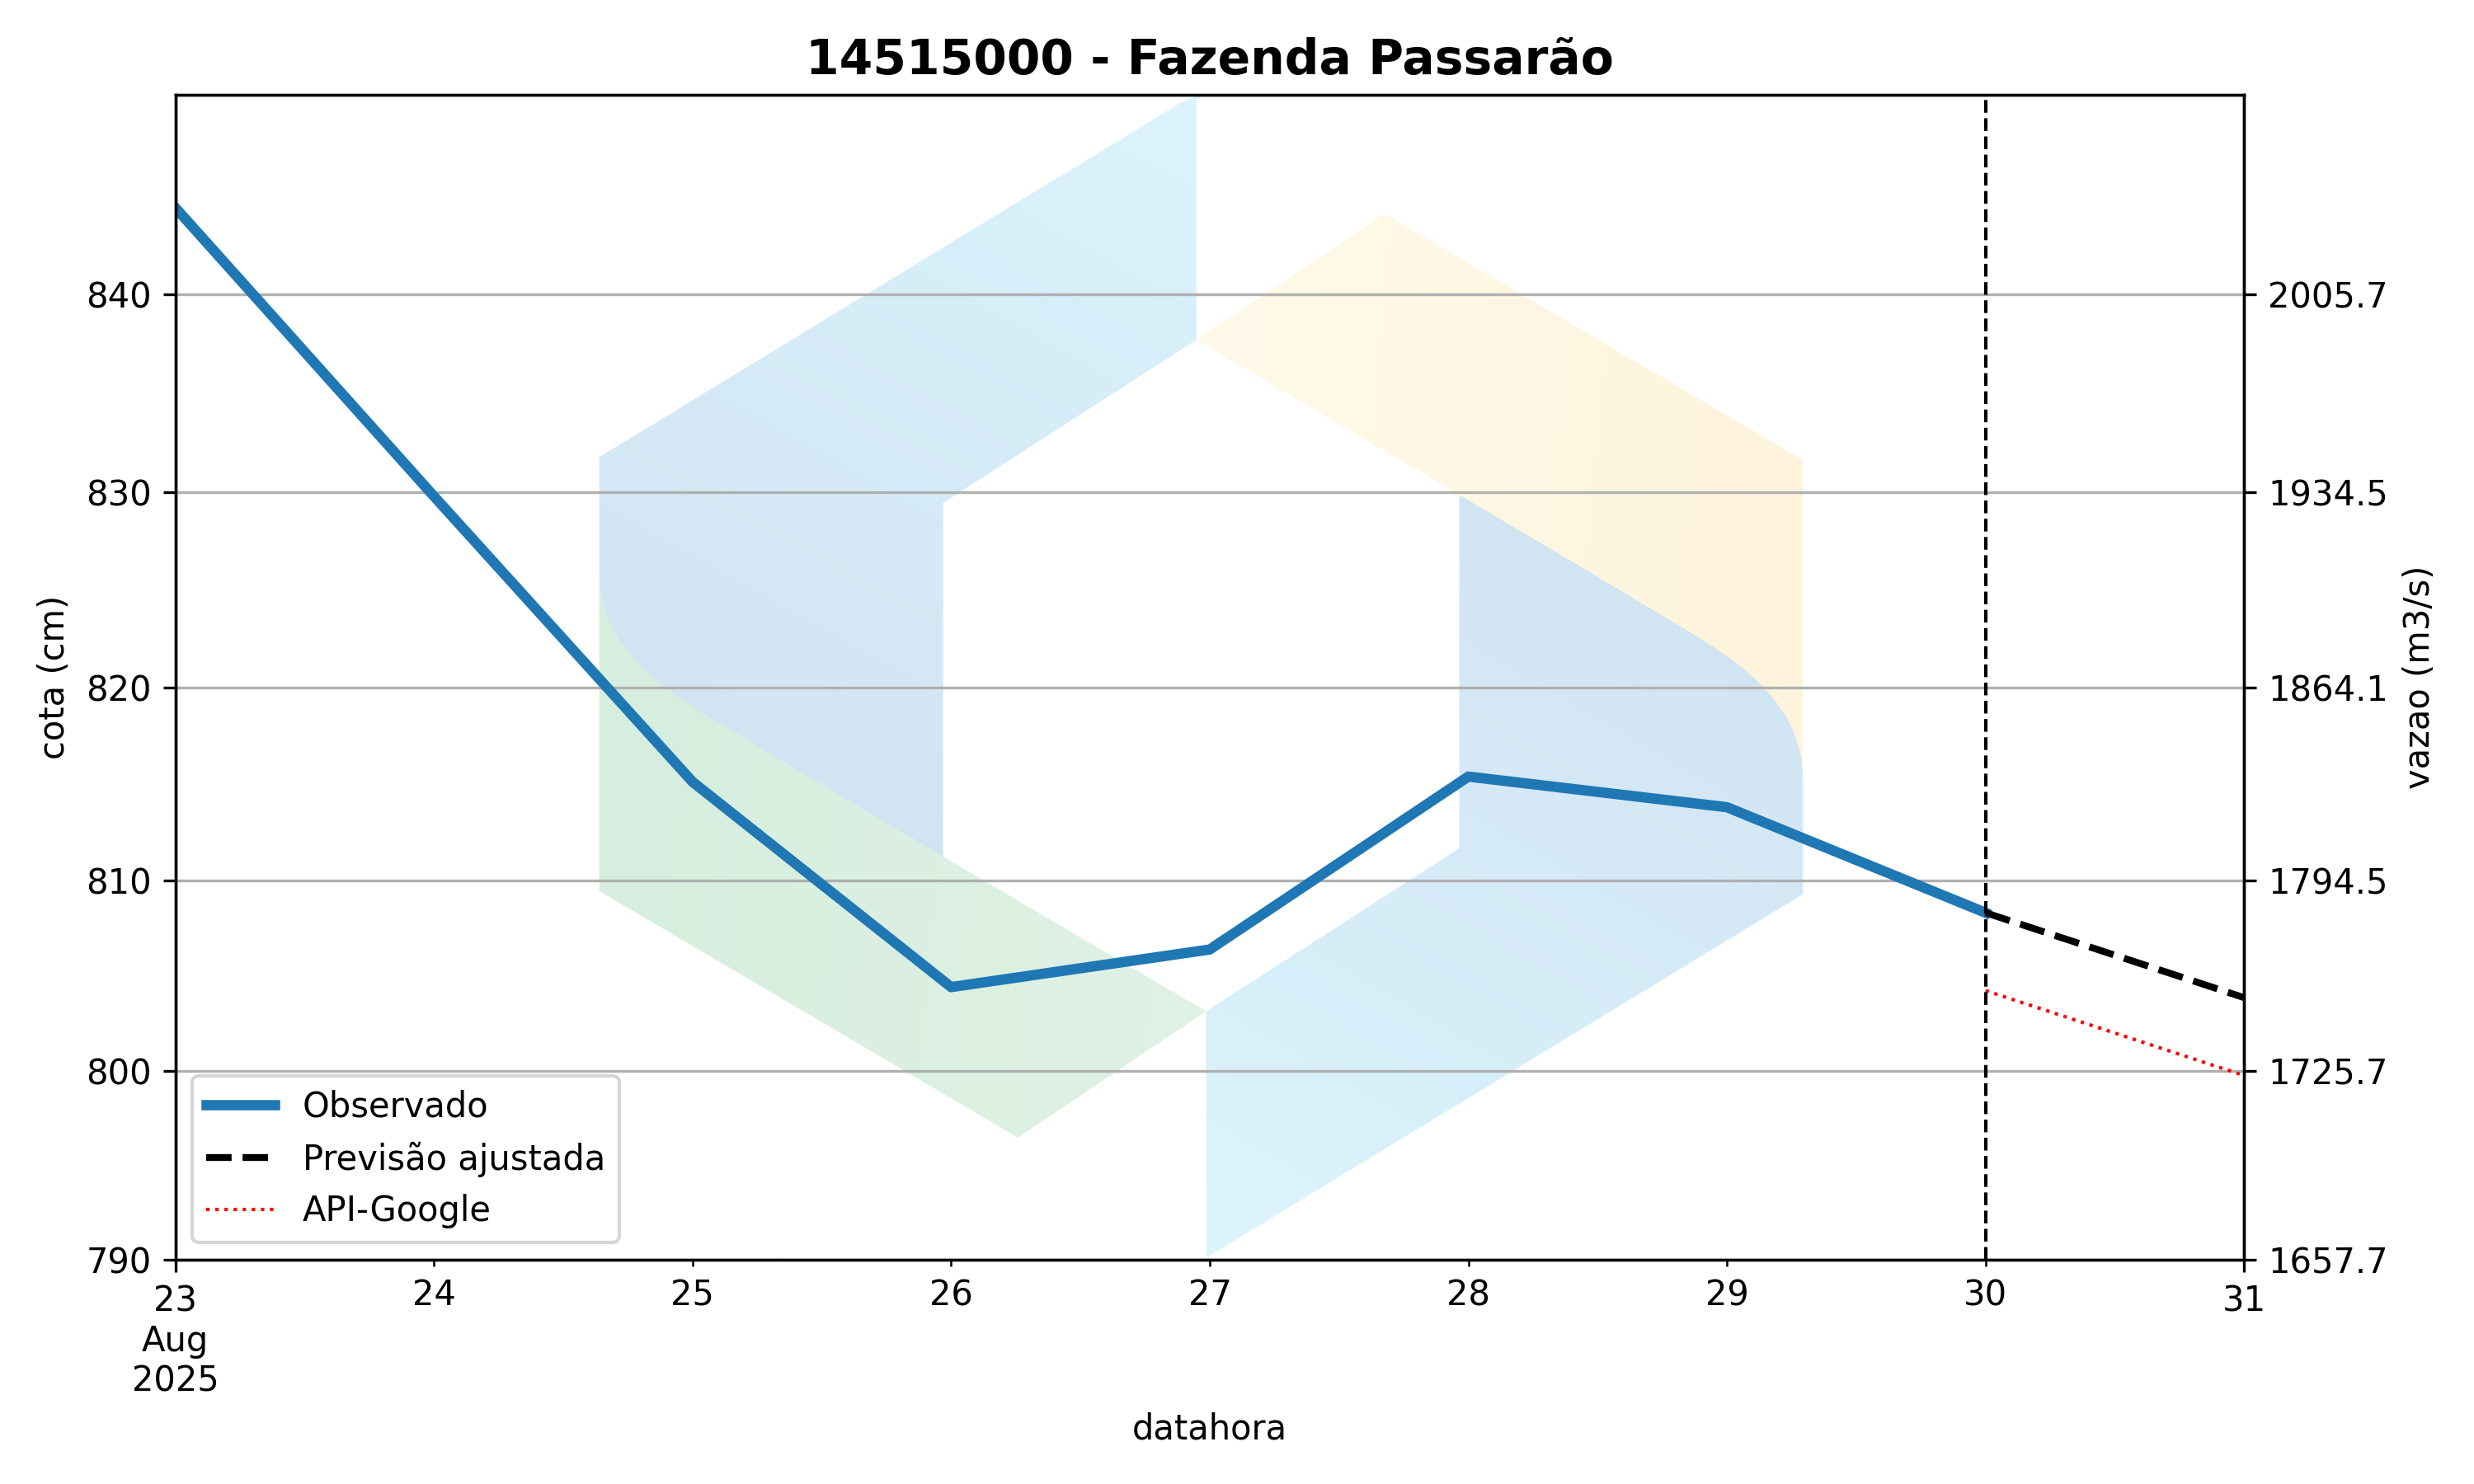 14515000 - Fazenda Passarão
cota (cm)
840
830
820
810
800
790
2005.7
1934.5
1864.1
1794.5
1725.7
1657.7
vazao (m3/s)
Observado
Previsão ajustada
API-Google
23 24 25 26 27 28 29 30 31
Aug
2025
datahora